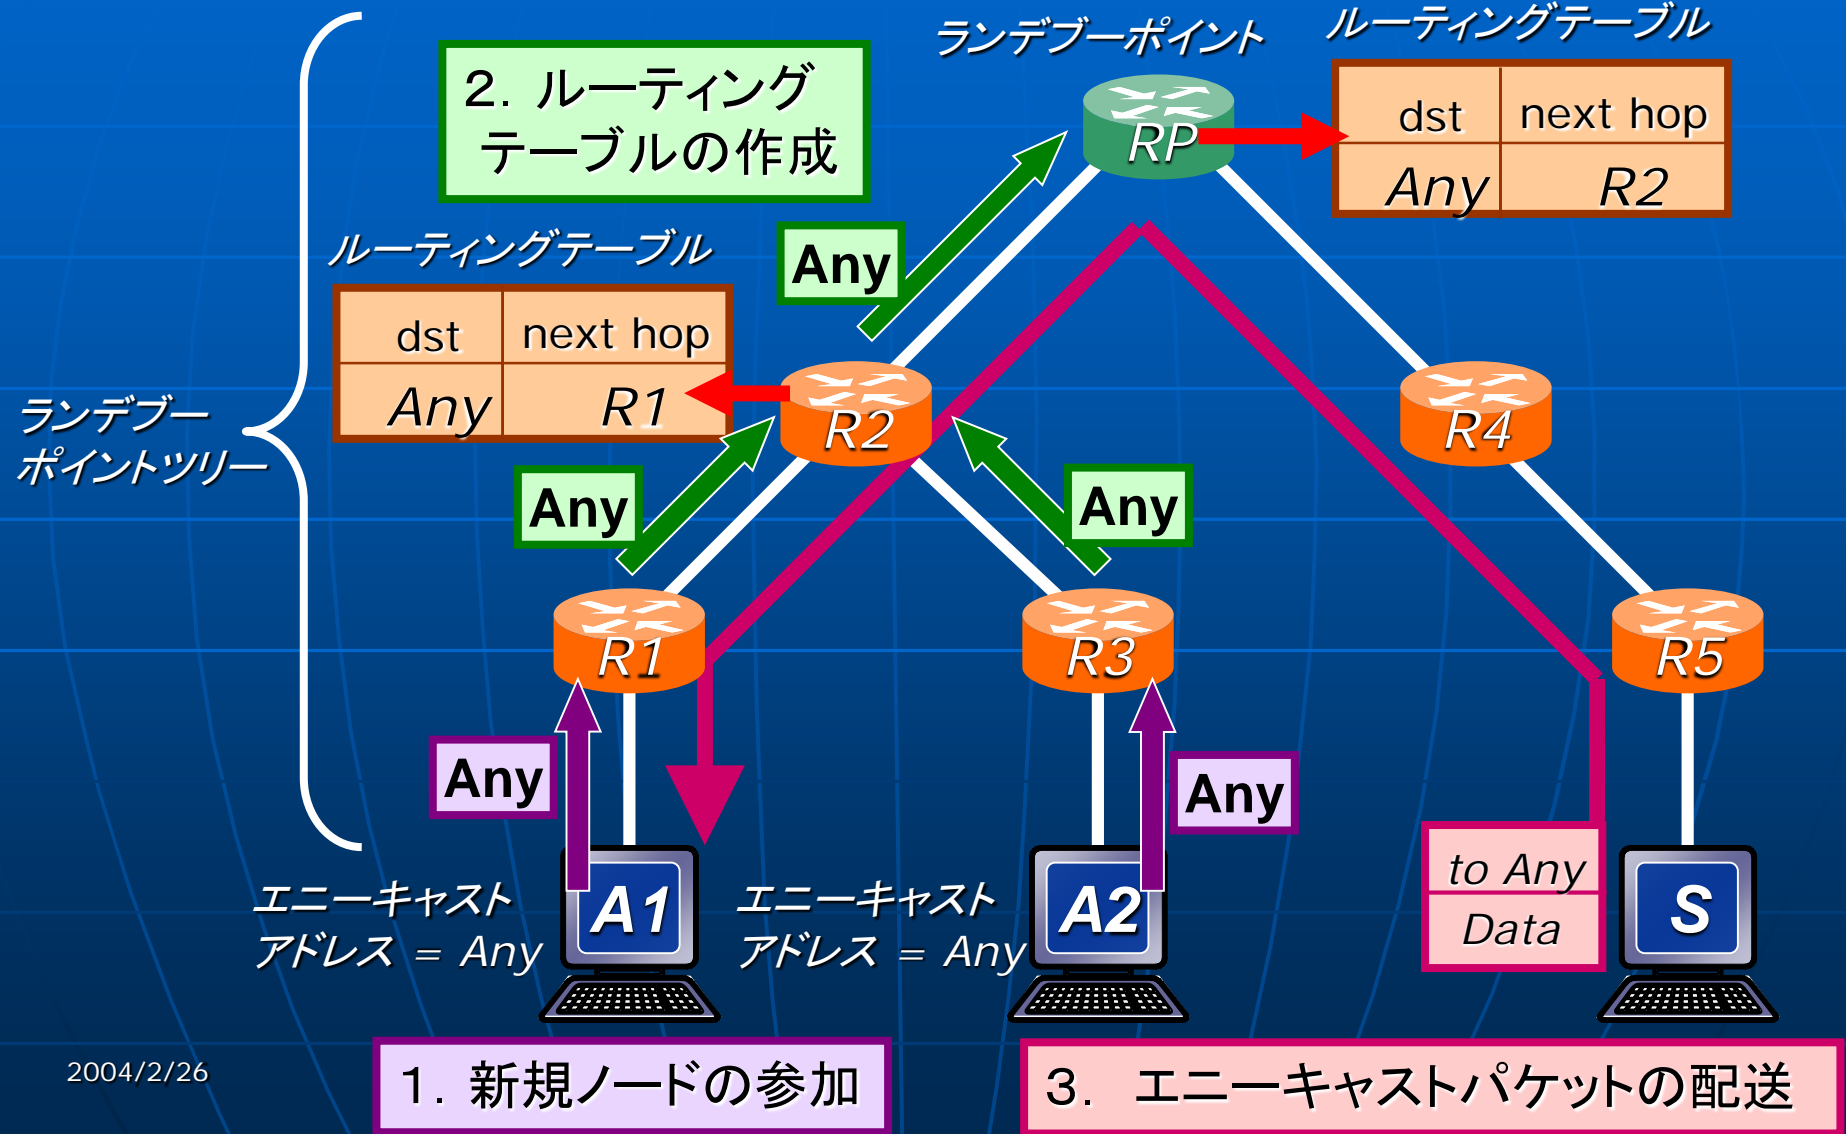 ランデブーポイント
ルーティングテーブル
2. ルーティング
テーブルの作成
RP
dst
next hop
Any
R2
Any
ルーティングテーブル
dst
next hop
Any
R1
R2
R4
ランデブー
ポイントツリー
Any
Any
R1
R3
R5
Any
Any
エニーキャスト
アドレス = Any
A1
エニーキャスト
アドレス = Any
A2
to Any
Data
S
2004/2/26
1. 新規ノードの参加
3. エニーキャストパケットの配送